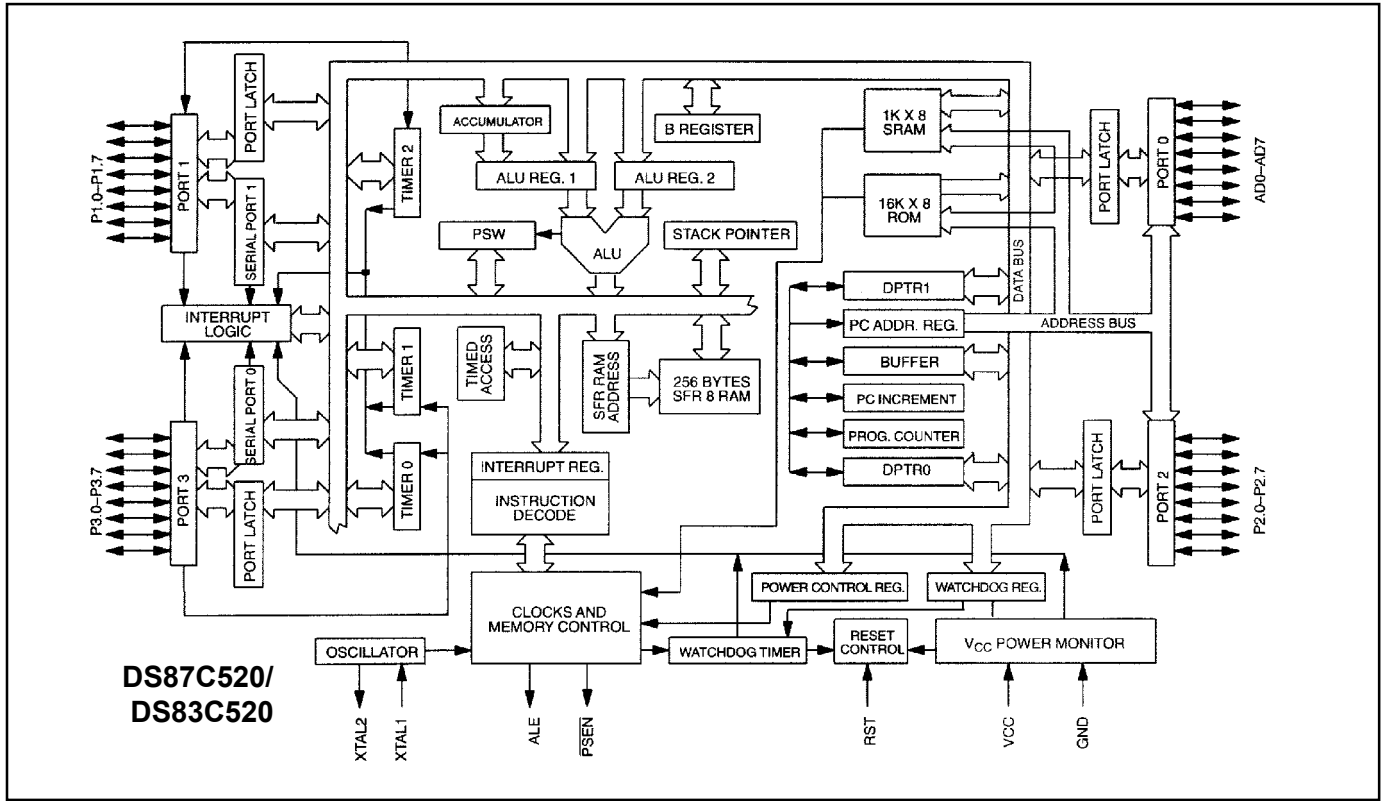 PORT LATCH
PORT 1
P1.0–P1.7
SERIAL PORT 1
TIMER 2
ACCUMULATOR
B REGISTER
ALU REG. 1
ALU REG. 2
PSW
ALU
STACK POINTER
1K X 8
SRAM
16K X 8
ROM
PORT LATCH
PORT 0
AD0–AD7
INTERRUPT
LOGIC
DATA BUS
DPTR1
PC ADDR. REG.
ADDRESS BUS
BUFFER
PC INCREMENT
PROG. COUNTER
DPTR0
TIMER 1
TIMED
ACCESS
SFR RAM
ADDRESS
256 BYTES
SFR 8 RAM
SERIAL PORT 0
PORT 3
P3.0–P3.7
PORT LATCH
TIMER 0
INTERRUPT REG.
INSTRUCTION
DECODE
PORT LATCH
PORT 2
P2.0–P2.7
POWER CONTROL REG.
WATCHDOG REG.
CLOCKS AND
MEMORY CONTROL
OSCILLATOR
WATCHDOG TIMER
RESET
CONTROL
VCC POWER MONITOR
DS87C520/
DS83C520
XTAL2
XTAL1
ALE
PSEN
RST
VCC
GND